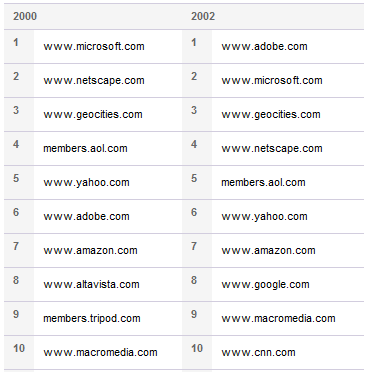 2000 2002
1 www.microsoft.com 1 www.adobe.com
2 www.netscape.com 2 www.microsoft.com
3 www.geocities.com 3 www.geocities.com
4 members.aol.com 4 www.netscape.com
5 www.yahoo.com 5 members.aol.com
6 www.adobe.com 6 www.yahoo.com
7 www.amazon.com 7 www.amazon.com
8 www.altavista.com 8 www.google.com
9 members.tripod.com 9 www.macromedia.com
10 www.macromedia.com 10 www.cnn.com